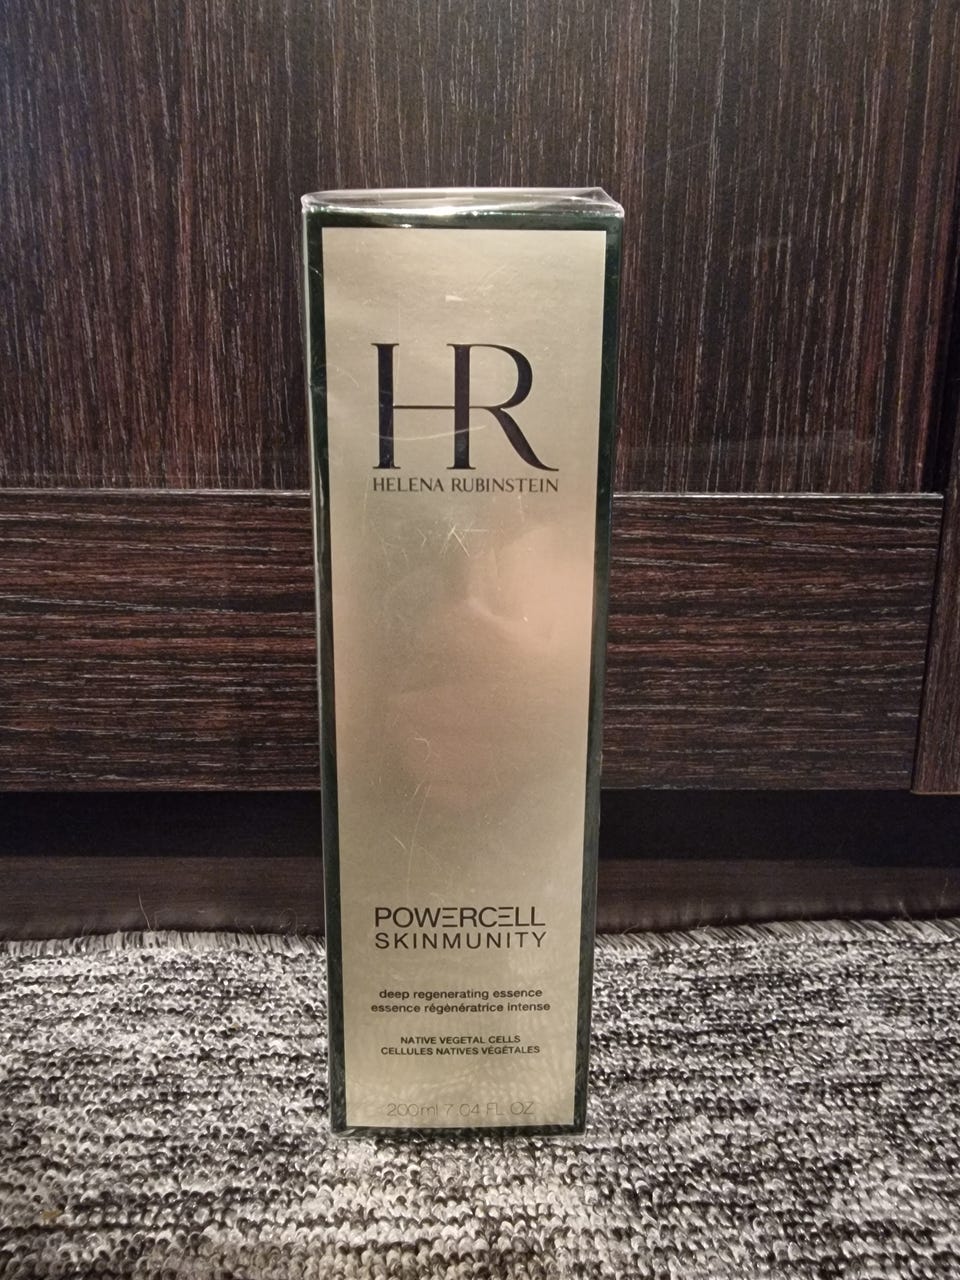 HR
HELENA RUBINSTEIN
POWERCELL
SKINMUNITY
deep regenerating essence
essence régénératrice intense
NATIVE VEGETAL CELLS
CELLULES NATIVES VÉGÉTALES
200ml 7.04 FL OZ